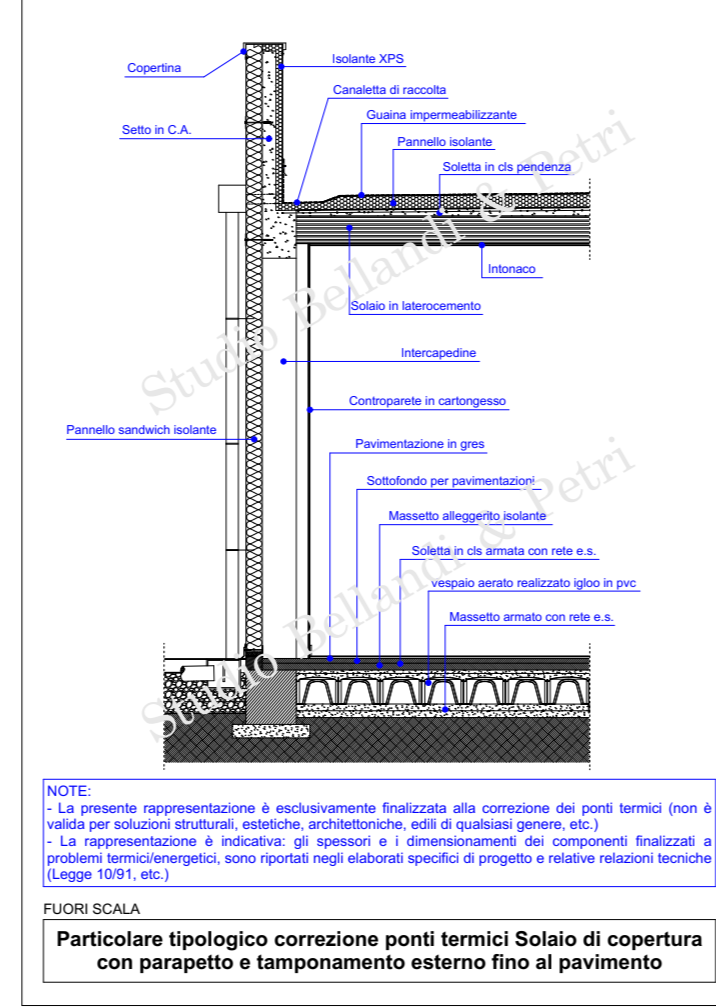 Copertina
Isolante XPS
Canaletta di raccolta
Guaina impermeabilizzante
Setto in C.A.
Pannello isolante
Soletta in cls pendenza
Intonaco
Solaio in laterocemento
Intercapedine
Controparete in cartongesso
Pannello sandwich isolante
Pavimentazione in gres
Sottofondo per pavimentazioni
Massetto alleggerito isolante
Soletta in cls armata con rete e.s.
vespaio aerato realizzato igloo in pvc
Massetto armato con rete e.s.
Studio Bellandi & Petri
Studio Bellandi & Petri
NOTE:
- La presente rappresentazione è esclusivamente finalizzata alla correzione dei ponti termici (non è
valida per soluzioni strutturali, estetiche, architettoniche, edili di qualsiasi genere, etc.)
- La rappresentazione è indicativa: gli spessori e i dimensionamenti dei componenti finalizzati a
problemi termici/energetici, sono riportati negli elaborati specifici di progetto e relative relazioni tecniche
(Legge 10/91, etc.)
FUORI SCALA
Particolare tipologico correzione ponti termici Solaio di copertura
con parapetto e tamponamento esterno fino al pavimento